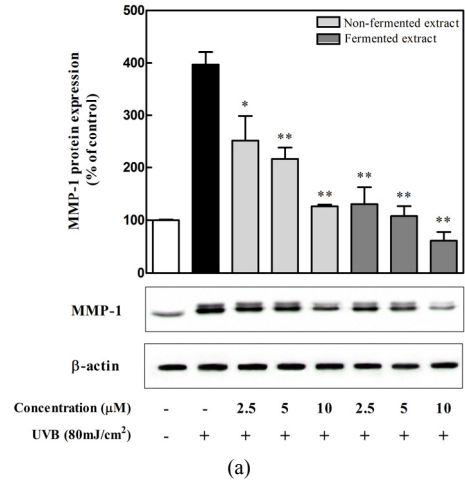 (a)
Non-fermented extract
Fermented extract
MMP-1 protein expression
(% of control)
500
400
300
200
100
0
* ** ** ** ** **
MMP-1
β-actin
Concentration (μM) - - 2.5 5 10 2.5 5 10
UVB (80mJ/cm²) - + + + + + + +
(a)